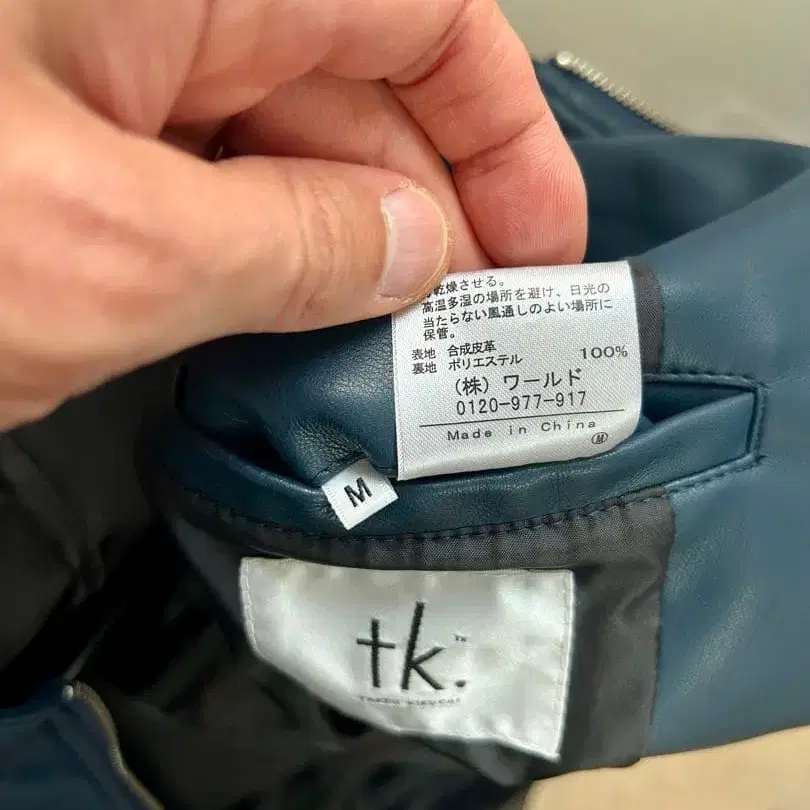 乾燥させる。
高温多湿の場所を避け、日光の
当たらない風通しのよい場所に
保管。
表地 合成皮革
裏地 ポリエステル 100%
(株) ワールド
0120-977-917
Made in China
M
M
tk.
TM
TAKEO KIKUCHI